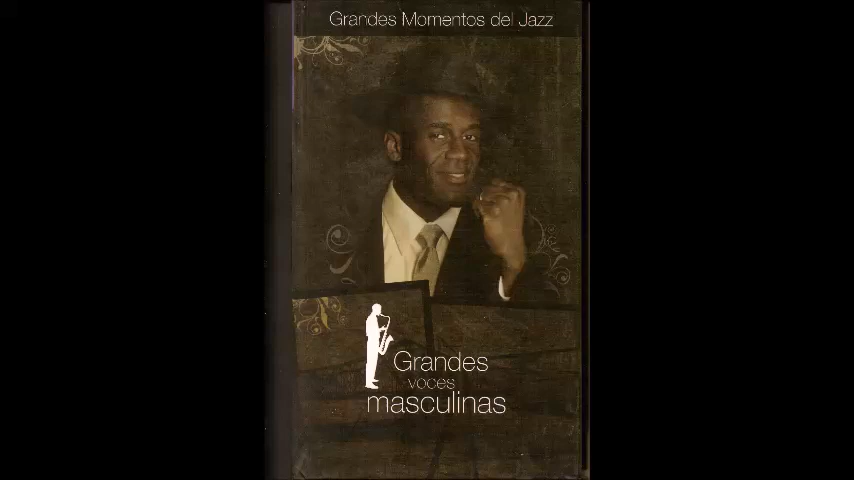 Grandes Momentos del Jazz
Grandes
voces
masculinas